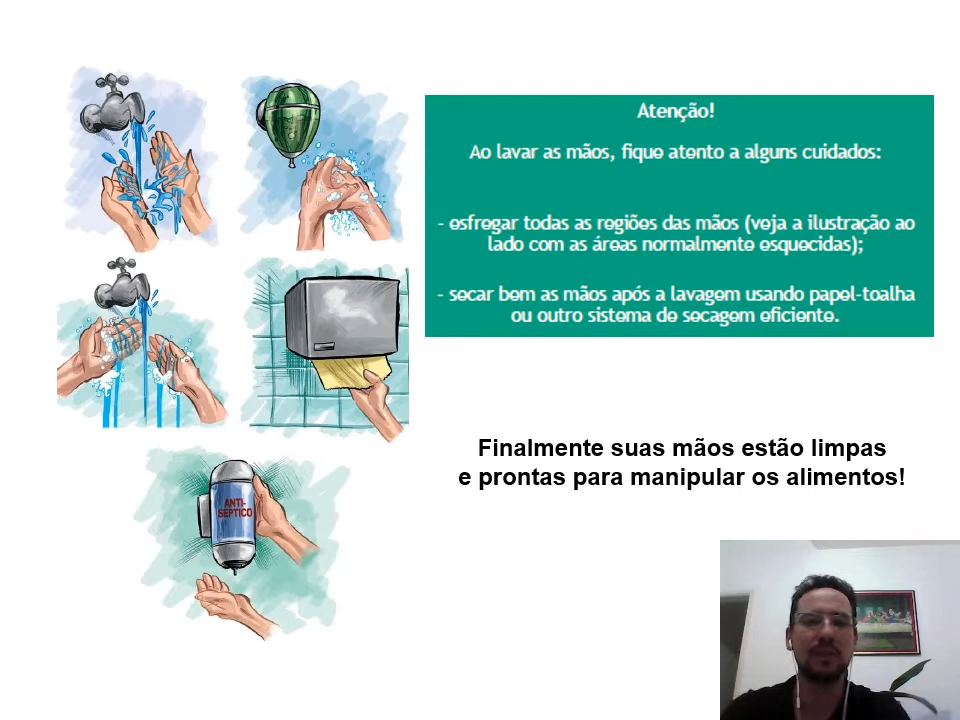 Atenção!
Ao lavar as mãos, fique atento a alguns cuidados:
- esfregar todas as regiões das mãos (veja a ilustração ao
lado com as áreas normalmente esquecidas);
- secar bem as mãos após a lavagem usando papel-toalha
ou outro sistema de secagem eficiente.
ANTI-
SÉPTICO
Finalmente suas mãos estão limpas
e prontas para manipular os alimentos!